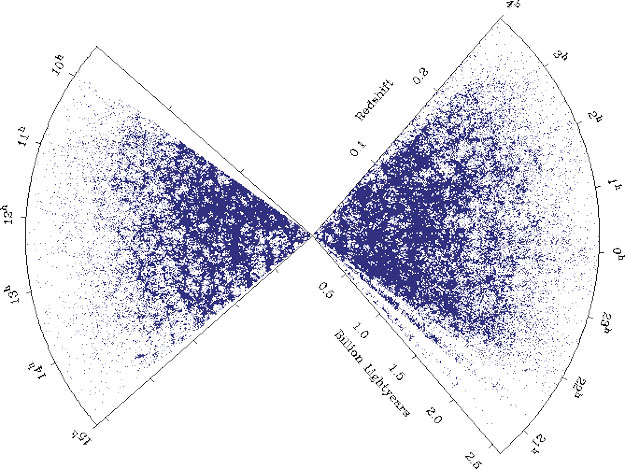 4h
3h
2h
1h
0h
23h
22h
21h
10h
11h
12h
13h
14h
15h
Redshift
0.1
0.2
0.5
1.0
1.5
2.0
2.5
Billion Lightyears